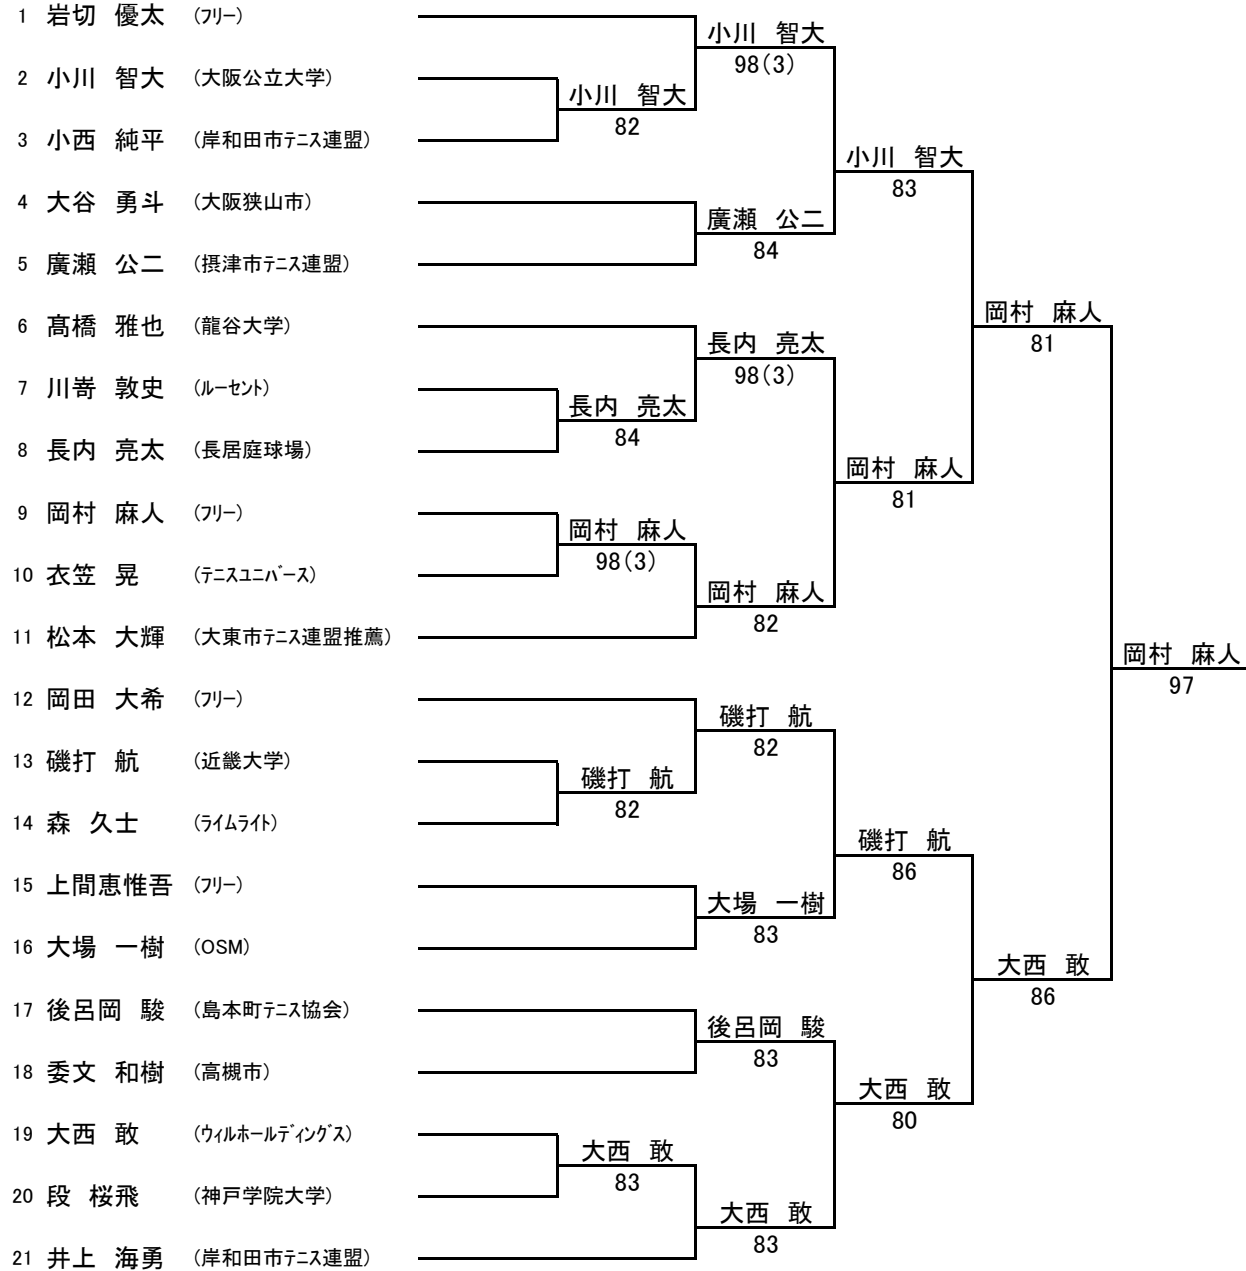 1 岩切 優太 (フリー)
小川 智大
98(3)
2 小川 智大 (大阪公立大学)
小川 智大
82
3 小西 純平 (岸和田市テニス連盟)
小川 智大
83
4 大谷 勇斗 (大阪狭山市)
廣瀬 公二
84
5 廣瀬 公二 (摂津市テニス連盟)
岡村 麻人
81
6 髙橋 雅也 (龍谷大学)
長内 亮太
98(3)
7 川嵜 敦史 (ルーセント)
長内 亮太
84
8 長内 亮太 (長居庭球場)
岡村 麻人
81
9 岡村 麻人 (フリー)
岡村 麻人
98(3)
10 衣笠 晃 (テニスユニバース)
岡村 麻人
82
11 松本 大輝 (大東市テニス連盟推薦)
岡村 麻人
97
12 岡田 大希 (フリー)
磯打 航
82
13 磯打 航 (近畿大学)
磯打 航
82
14 森 久士 (ライムライト)
磯打 航
86
15 上間恵惟吾 (フリー)
大場 一樹
83
16 大場 一樹 (OSM)
大西 敢
86
17 後呂岡 駿 (島本町テニス協会)
後呂岡 駿
83
18 委文 和樹 (高槻市)
大西 敢
80
19 大西 敢 (ウィルホールディングス)
大西 敢
83
20 段 桜飛 (神戸学院大学)
大西 敢
83
21 井上 海勇 (岸和田市テニス連盟)